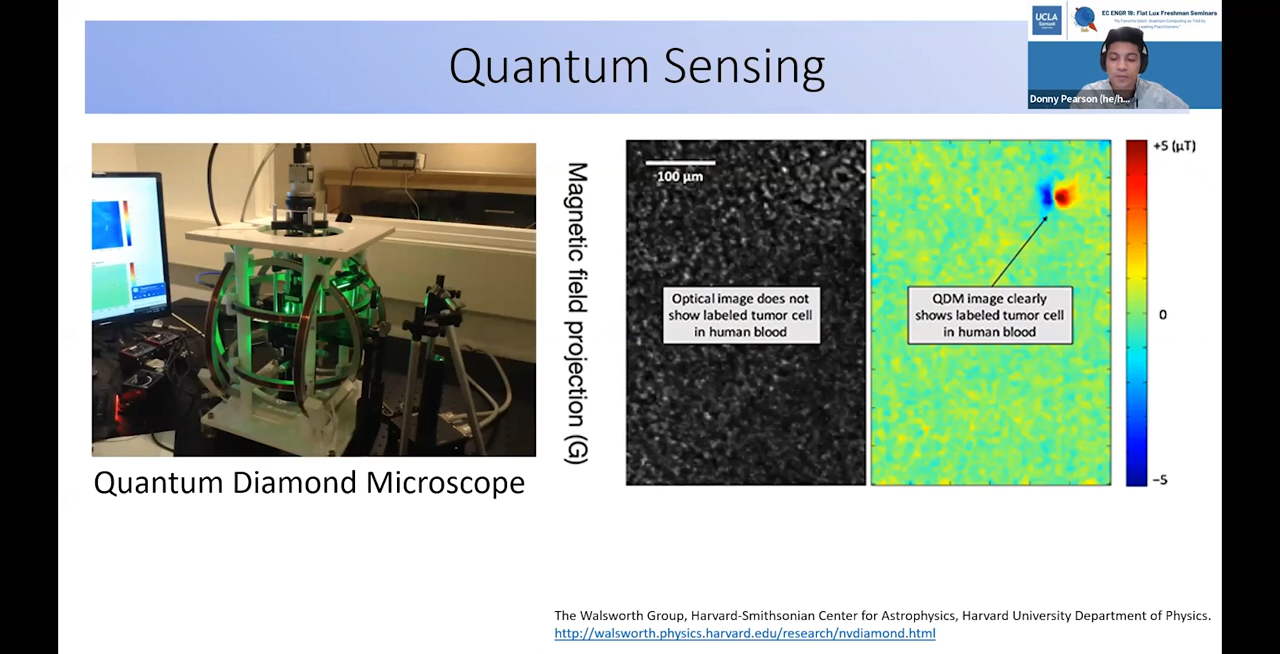 Quantum Sensing
UCLA
Samueli
EC ENGR 19: Fiat Lux Freshman Seminars
Leading Practitioners."
Donny Pearson (he/h...
Magnetic field projection (G)
100 μm
Optical image does not
show labeled tumor cell
in human blood
QDM image clearly
shows labeled tumor cell
in human blood
+5 (μT)
0
−5
Quantum Diamond Microscope
The Walsworth Group, Harvard-Smithsonian Center for Astrophysics, Harvard University Department of Physics.
http://walsworth.physics.harvard.edu/research/nvdiamond.html